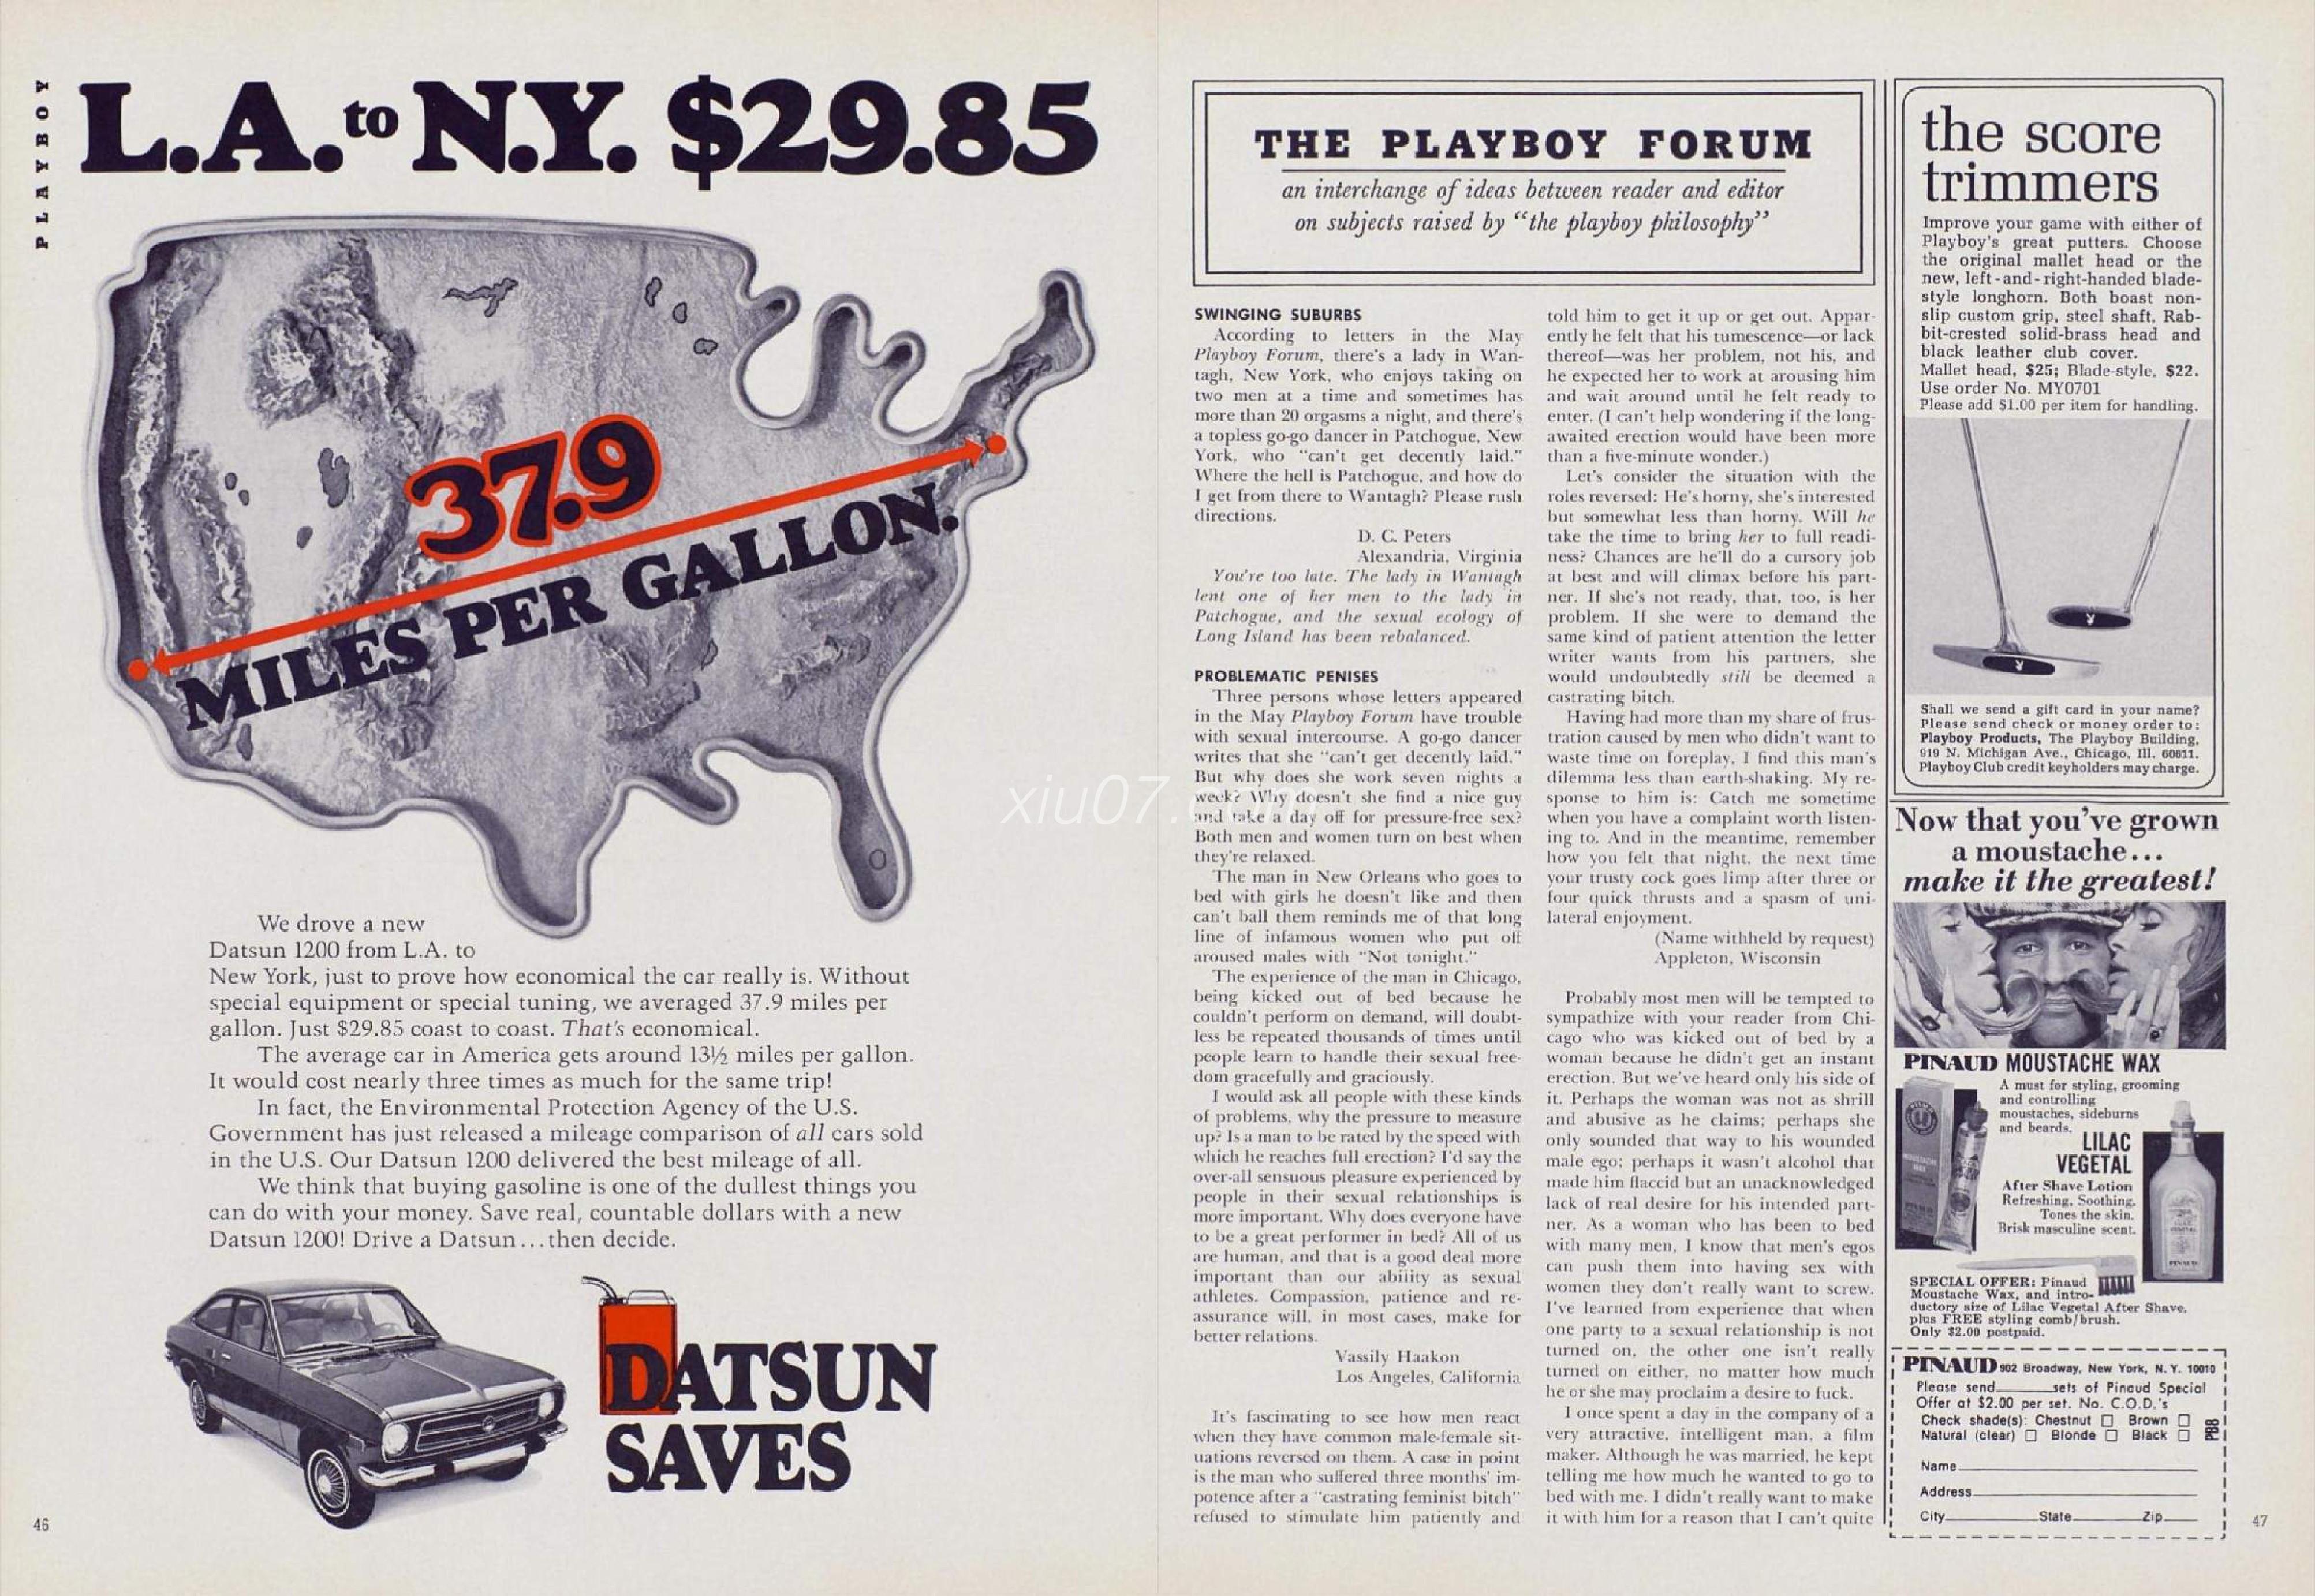 PLAYBOY
L.A. to N.Y. $29.85
37.9
MILES PER GALLON.
We drove a new
Datsun 1200 from L.A. to
New York, just to prove how economical the car really is. Without
special equipment or special tuning, we averaged 37.9 miles per
gallon. Just $29.85 coast to coast. That's economical.
The average car in America gets around 13½ miles per gallon.
It would cost nearly three times as much for the same trip!
In fact, the Environmental Protection Agency of the U.S.
Government has just released a mileage comparison of all cars sold
in the U.S. Our Datsun 1200 delivered the best mileage of all.
We think that buying gasoline is one of the dullest things you
can do with your money. Save real, countable dollars with a new
Datsun 1200! Drive a Datsun...then decide.
DATSUN
SAVES
46
THE PLAYBOY FORUM
an interchange of ideas between reader and editor
on subjects raised by “the playboy philosophy”
SWINGING SUBURBS
According to letters in the May
Playboy Forum, there's a lady in Wan-
tagh, New York, who enjoys taking on
two men at a time and sometimes has
more than 20 orgasms a night, and there's
a topless go-go dancer in Patchogue, New
York, who "can't get decently laid."
Where the hell is Patchogue, and how do
I get from there to Wantagh? Please rush
directions.
D. C. Peters
Alexandria, Virginia
You're too late. The lady in Wantagh
lent one of her men to the lady in
Patchogue, and the sexual ecology of
Long Island has been rebalanced.
PROBLEMATIC PENISES
Three persons whose letters appeared
in the May Playboy Forum have trouble
with sexual intercourse. A go-go dancer
writes that she "can't get decently laid."
But why does she work seven nights a
week? Why doesn't she find a nice guy
and take a day off for pressure-free sex?
Both men and women turn on best when
they're relaxed.
The man in New Orleans who goes to
bed with girls he doesn't like and then
can't ball them reminds me of that long
line of infamous women who put off
aroused males with "Not tonight."
The experience of the man in Chicago,
being kicked out of bed because he
couldn't perform on demand, will doubt-
less be repeated thousands of times until
people learn to handle their sexual free-
dom gracefully and graciously.
I would ask all people with these kinds
of problems, why the pressure to measure
up? Is a man to be rated by the speed with
which he reaches full erection? I'd say the
over-all sensuous pleasure experienced by
people in their sexual relationships is
more important. Why does everyone have
to be a great performer in bed? All of us
are human, and that is a good deal more
important than our ability as sexual
athletes. Compassion, patience and re-
assurance will, in most cases, make for
better relations.
Vassily Haakon
Los Angeles, California
It's fascinating to see how men react
when they have common male-female sit-
uations reversed on them. A case in point
is the man who suffered three months' im-
potence after a "castrating feminist bitch"
refused to stimulate him patiently and
told him to get it up or get out. Appar-
ently he felt that his tumescence—or lack
thereof—was her problem, not his, and
he expected her to work at arousing him
and wait around until he felt ready to
enter. (I can't help wondering if the long-
awaited erection would have been more
than a five-minute wonder.)
Let's consider the situation with the
roles reversed: He's horny, she's interested
but somewhat less than horny. Will he
take the time to bring her to full readi-
ness? Chances are he'll do a cursory job
at best and will climax before his part-
ner. If she's not ready, that, too, is her
problem. If she were to demand the
same kind of patient attention the letter
writer wants from his partners, she
would undoubtedly still be deemed a
castrating bitch.
Having had more than my share of frus-
tration caused by men who didn't want to
waste time on foreplay, I find this man's
dilemma less than earth-shaking. My re-
sponse to him is: Catch me sometime
when you have a complaint worth listen-
ing to. And in the meantime, remember
how you felt that night, the next time
your trusty cock goes limp after three or
four quick thrusts and a spasm of uni-
lateral enjoyment.
(Name withheld by request)
Appleton, Wisconsin
Probably most men will be tempted to
sympathize with your reader from Chi-
cago who was kicked out of bed by a
woman because he didn't get an instant
erection. But we've heard only his side of
it. Perhaps the woman was not as shrill
and abusive as he claims; perhaps she
only sounded that way to his wounded
male ego; perhaps it wasn't alcohol that
made him flaccid but an unacknowledged
lack of real desire for his intended part-
ner. As a woman who has been to bed
with many men, I know that men's egos
can push them into having sex with
women they don't really want to screw.
I've learned from experience that when
one party to a sexual relationship is not
turned on, the other one isn't really
turned on either, no matter how much
he or she may proclaim a desire to fuck.
I once spent a day in the company of a
very attractive, intelligent man, a film
maker. Although he was married, he kept
telling me how much he wanted to go to
bed with me. I didn't really want to make
it with him for a reason that I can't quite
the score
trimmers
Improve your game with either of
Playboy's great putters. Choose
the original mallet head or the
new, left-and-right-handed blade-
style longhorn. Both boast non-
slip custom grip, steel shaft, Rab-
bit-crested solid-brass head and
black leather club cover.
Mallet head, $25; Blade-style, $22.
Use order No. MY0701
Please add $1.00 per item for handling.
Shall we send a gift card in your name?
Please send check or money order to:
Playboy Products, The Playboy Building,
919 N. Michigan Ave., Chicago, Ill. 60611.
Playboy Club credit keyholders may charge.
Now that you've grown
a moustache...
make it the greatest!
PINAUD MOUSTACHE WAX
A must for styling, grooming
and controlling
moustaches, sideburns
and beards.
LILAC
VEGETAL
After Shave Lotion
Refreshing, Soothing.
Tones the skin.
Brisk masculine scent.
SPECIAL OFFER: Pinaud
Moustache Wax, and intro-
ductory size of Lilac Vegetal After Shave,
plus FREE styling comb/brush.
Only $2.00 postpaid.
PINAUD 902 Broadway, New York, N.Y. 10010
Please send sets of Pinaud Special
Offer at $2.00 per set. No. C.O.D.'s
Check shade(s): Chestnut □ Brown □
Natural (clear) □ Blonde □ Black □
PB8
Name
Address
City State Zip
47